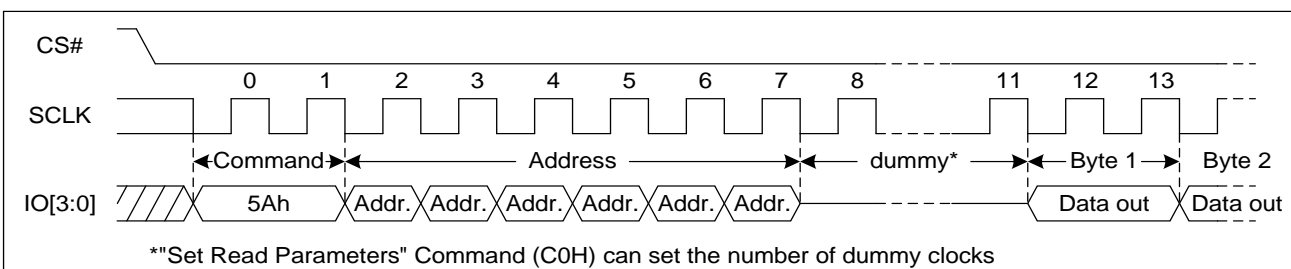 CS#
0 1 2 3 4 5 6 7 8 11 12 13
SCLK
Command Address dummy* Byte 1 Byte 2
IO[3:0] 5Ah Addr. Addr. Addr. Addr. Addr. Addr. Data out Data out
*"Set Read Parameters" Command (C0H) can set the number of dummy clocks